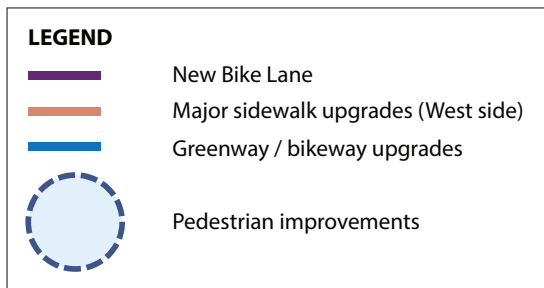 LEGEND
New Bike Lane
Major sidewalk upgrades (West side)
Greenway / bikeway upgrades
Pedestrian improvements